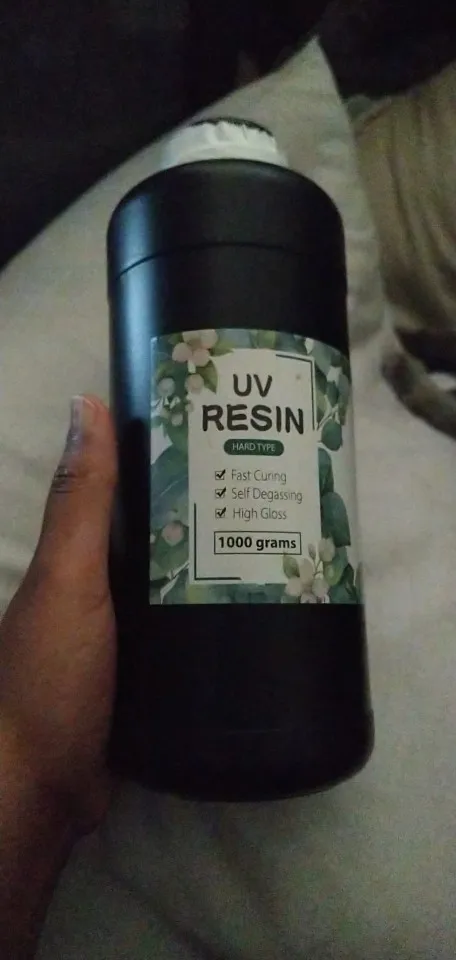 UV
RESIN
HARD TYPE
Fast Curing
Self Degassing
High Gloss
1000 grams